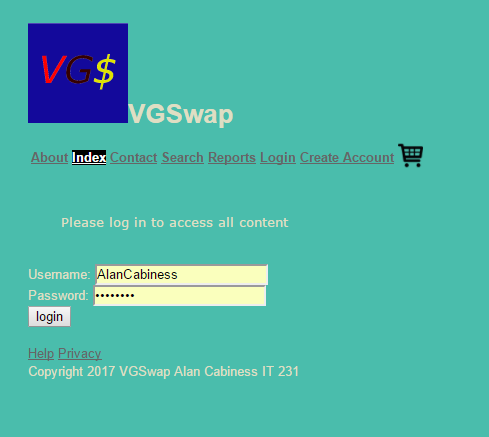 VG$
VGSwap
About Index Contact Search Reports Login Create Account
Please log in to access all content
Username: AlanCabiness
Password: ••••••••
login
Help Privacy
Copyright 2017 VGSwap Alan Cabiness IT 231